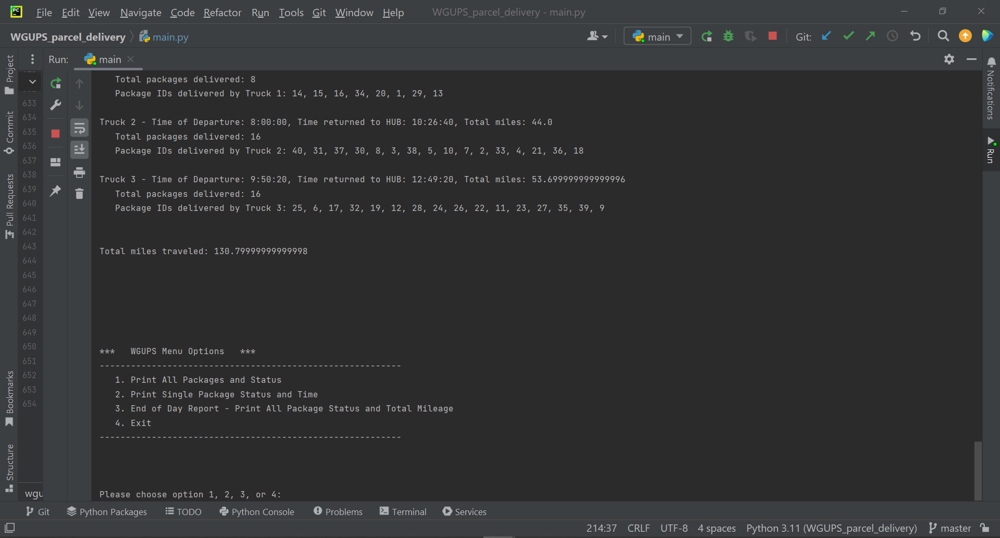 File Edit View Navigate Code Refactor Run Tools Git Window Help WGUPS_parcel_delivery - main.py
WGUPS_parcel_delivery main.py main Git:
Project
Commit
Pull Requests
Bookmarks
Structure
Run: main
633
634
635
636
637
638
639
640
641
642
643
644
645
646
647
648
649
650
651
652
653
654
wgu
Total packages delivered: 8
Package IDs delivered by Truck 1: 14, 15, 16, 34, 20, 1, 29, 13
Truck 2 - Time of Departure: 8:00:00, Time returned to HUB: 10:26:40, Total miles: 44.0
Total packages delivered: 16
Package IDs delivered by Truck 2: 40, 31, 37, 30, 8, 3, 38, 5, 10, 7, 2, 33, 4, 21, 36, 18
Truck 3 - Time of Departure: 9:50:20, Time returned to HUB: 12:49:20, Total miles: 53.699999999999996
Total packages delivered: 16
Package IDs delivered by Truck 3: 25, 6, 17, 32, 19, 12, 28, 24, 26, 22, 11, 23, 27, 35, 39, 9
Total miles traveled: 130.79999999999998
*** WGUPS Menu Options ***
----------------------------------------------------------
1. Print All Packages and Status
2. Print Single Package Status and Time
3. End of Day Report - Print All Package Status and Total Mileage
4. Exit
----------------------------------------------------------
Please choose option 1, 2, 3, or 4:
Notifications
Run
Git Python Packages TODO Python Console Problems Terminal Services
214:37 CRLF UTF-8 4 spaces Python 3.11 (WGUPS_parcel_delivery) master